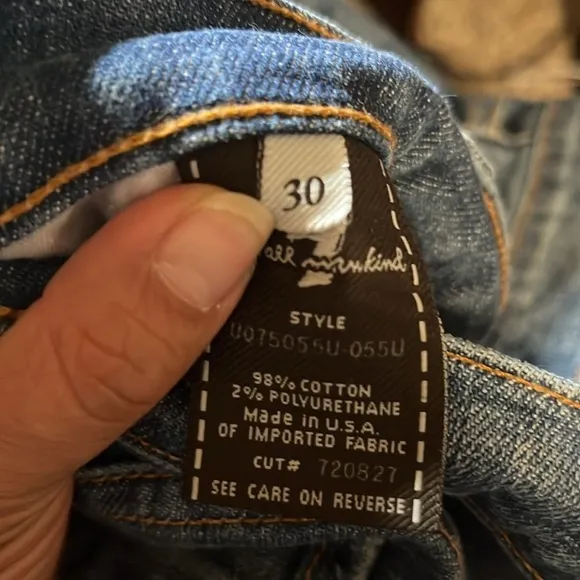 30
all mankind
STYLE
U075055U-055U
98% COTTON
2% POLYURETHANE
Made in U.S.A.
OF IMPORTED FABRIC
CUT# 720827
SEE CARE ON REVERSE